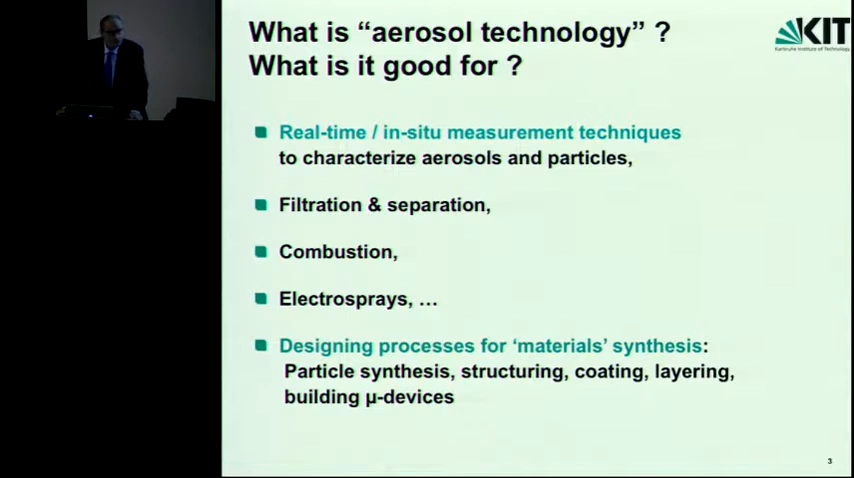 What is “aerosol technology” ?
What is it good for ?
KIT
Karlsruhe Institute of Technology
Real-time / in-situ measurement techniques
to characterize aerosols and particles,
Filtration & separation,
Combustion,
Electrosprays, …
Designing processes for ‘materials’ synthesis:
Particle synthesis, structuring, coating, layering,
building µ-devices
3